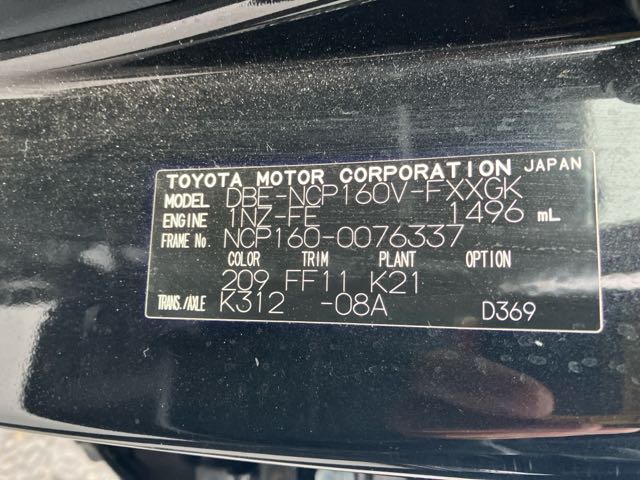 TOYOTA MOTOR CORPORATION JAPAN
MODEL DBE-NCP160V-FXXGK
ENGINE 1NZ-FE 1496 mL
FRAME No. NCP160-0076337
COLOR TRIM PLANT OPTION
209 FF11 K21
TRANS./AXLE K312 -08A D369